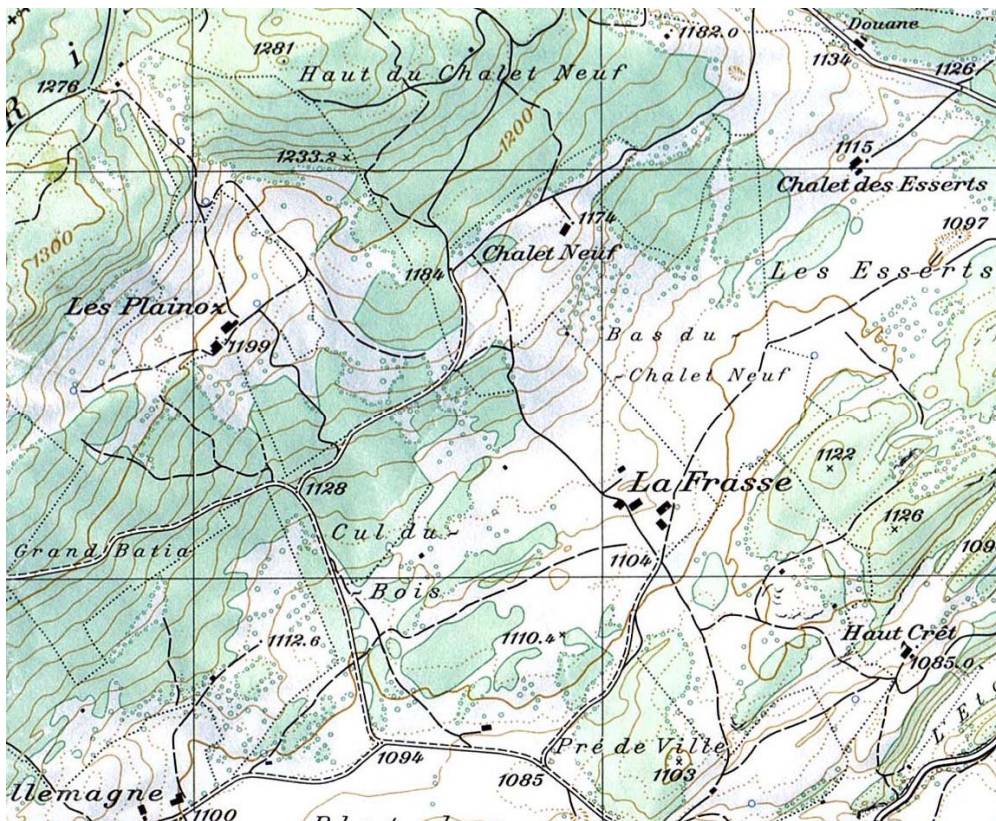 1281
1182.0
Douane
1134
1126
1276
Haut du Chalet Neuf
R
i
1200
1233.2
1115
Chalet des Esserts
1174
1097
1300
Chalet Neuf
1184
Les Esserts
Les Plainoz
1199
Bas du-
-Chalet Neuf
1122
1128
La Frasse
1126
Cul du-
Grand Batia
109
1104
-Bois
1112.6
1110.4
Haut Crêt
1085.0
L'Etc
Pré de Ville
1094
1103
1085
llemagne
1100